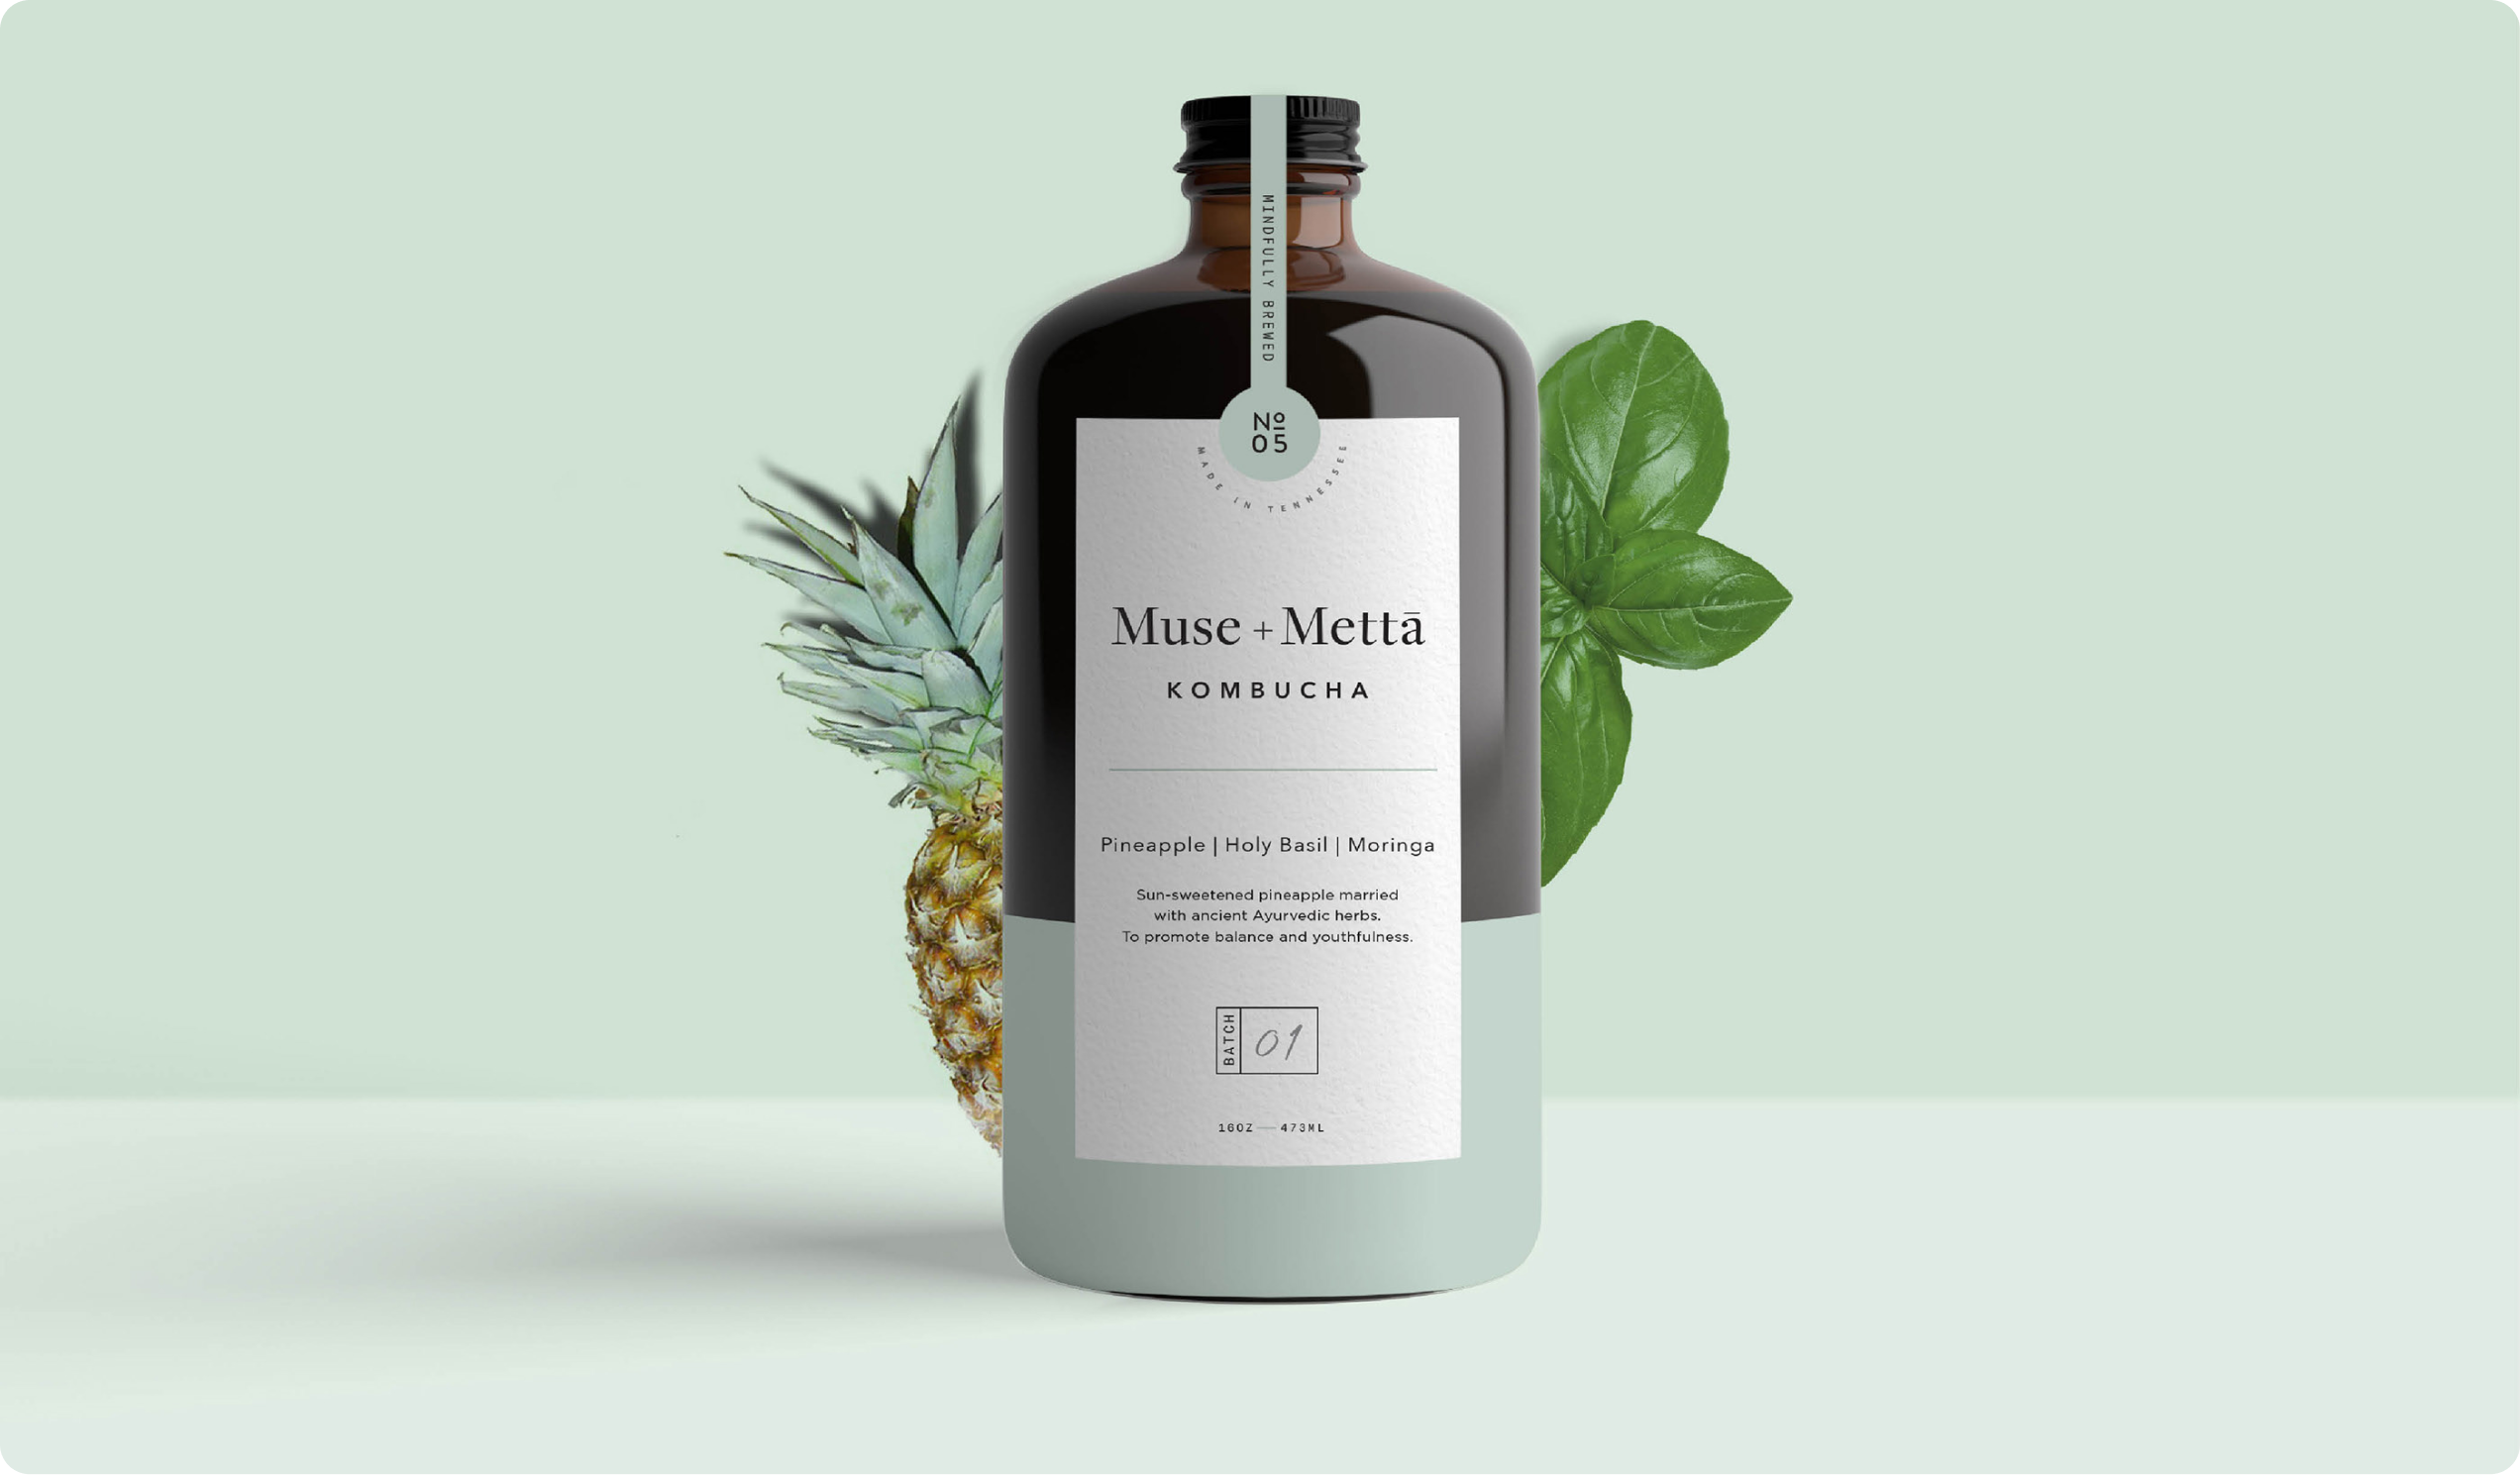 MINDFULLY BREWED
Nº
05
MADE IN TENNESSEE
Muse + Mettā
KOMBUCHA
Pineapple | Holy Basil | Moringa
Sun-sweetened pineapple married
with ancient Ayurvedic herbs.
To promote balance and youthfulness.
BATCH 01
16OZ — 473ML